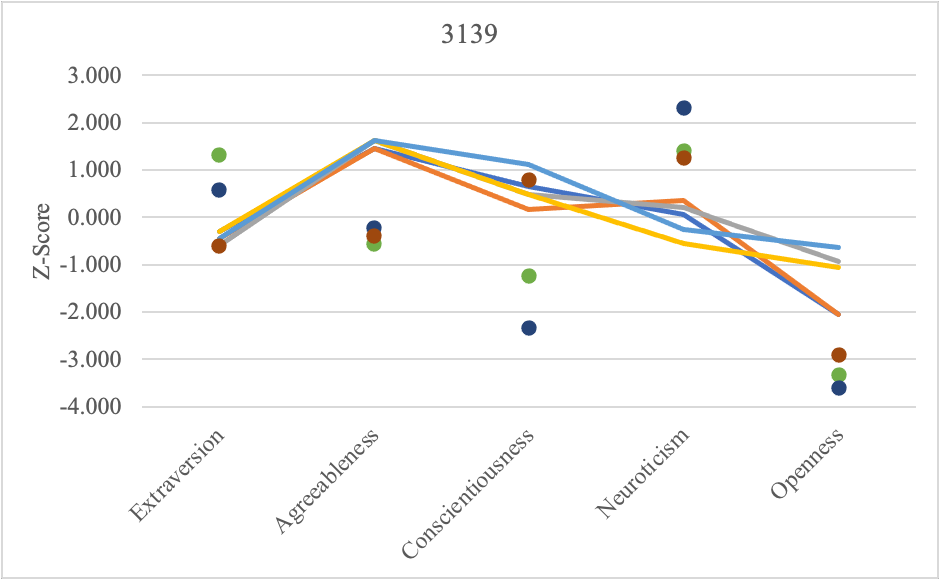 3139
3.000
2.000
1.000
0.000
-1.000
-2.000
-3.000
-4.000
Z-Score
Extraversion
Agreeableness
Conscientiousness
Neuroticism
Openness